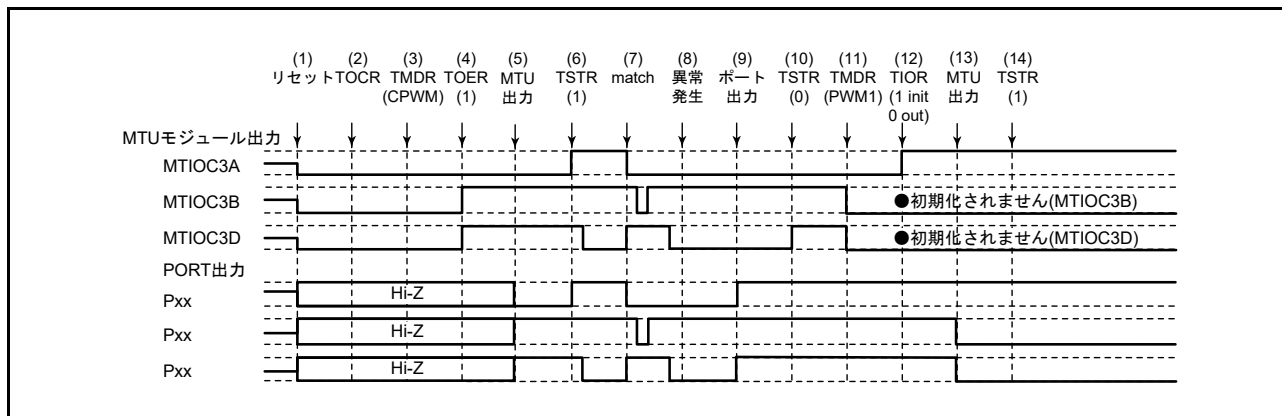 (1) (2) (3) (4) (5) (6) (7) (8) (9) (10) (11) (12) (13) (14)
リセット TOCR TMDR TOER MTU TSTR match 異常 ポート TSTR TMDR TIOR MTU TSTR
(CPWM) (1) 出力 (1) 発生 出力 (0) (PWM1) (1 init 出力 (1)
0 out)
MTUモジュール出力
MTIOC3A
MTIOC3B ●初期化されません(MTIOC3B)
MTIOC3D ●初期化されません(MTIOC3D)
PORT出力
Pxx Hi-Z
Pxx Hi-Z
Pxx Hi-Z